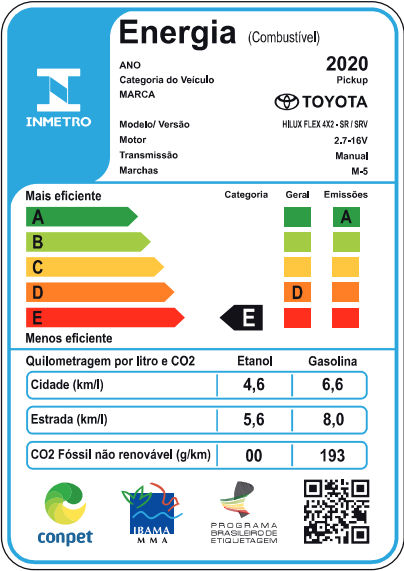 Energia (Combustível)
ANO 2020
Categoria do Veículo Pickup
MARCA TOYOTA
INMETRO
Modelo/ Versão HILUX FLEX 4X2 - SR / SRV
Motor 2.7-16V
Transmissão Manual
Marchas M-5
Mais eficiente Categoria Geral Emissões
A A
B
C
D D
E E
Menos eficiente
Quilometragem por litro e CO2 Etanol Gasolina
Cidade (km/l) 4,6 6,6
Estrada (km/l) 5,6 8,0
CO2 Fóssil não renovável (g/km) 00 193
conpet
IBAMA
MMA
PROGRAMA
BRASILEIRO DE
ETIQUETAGEM